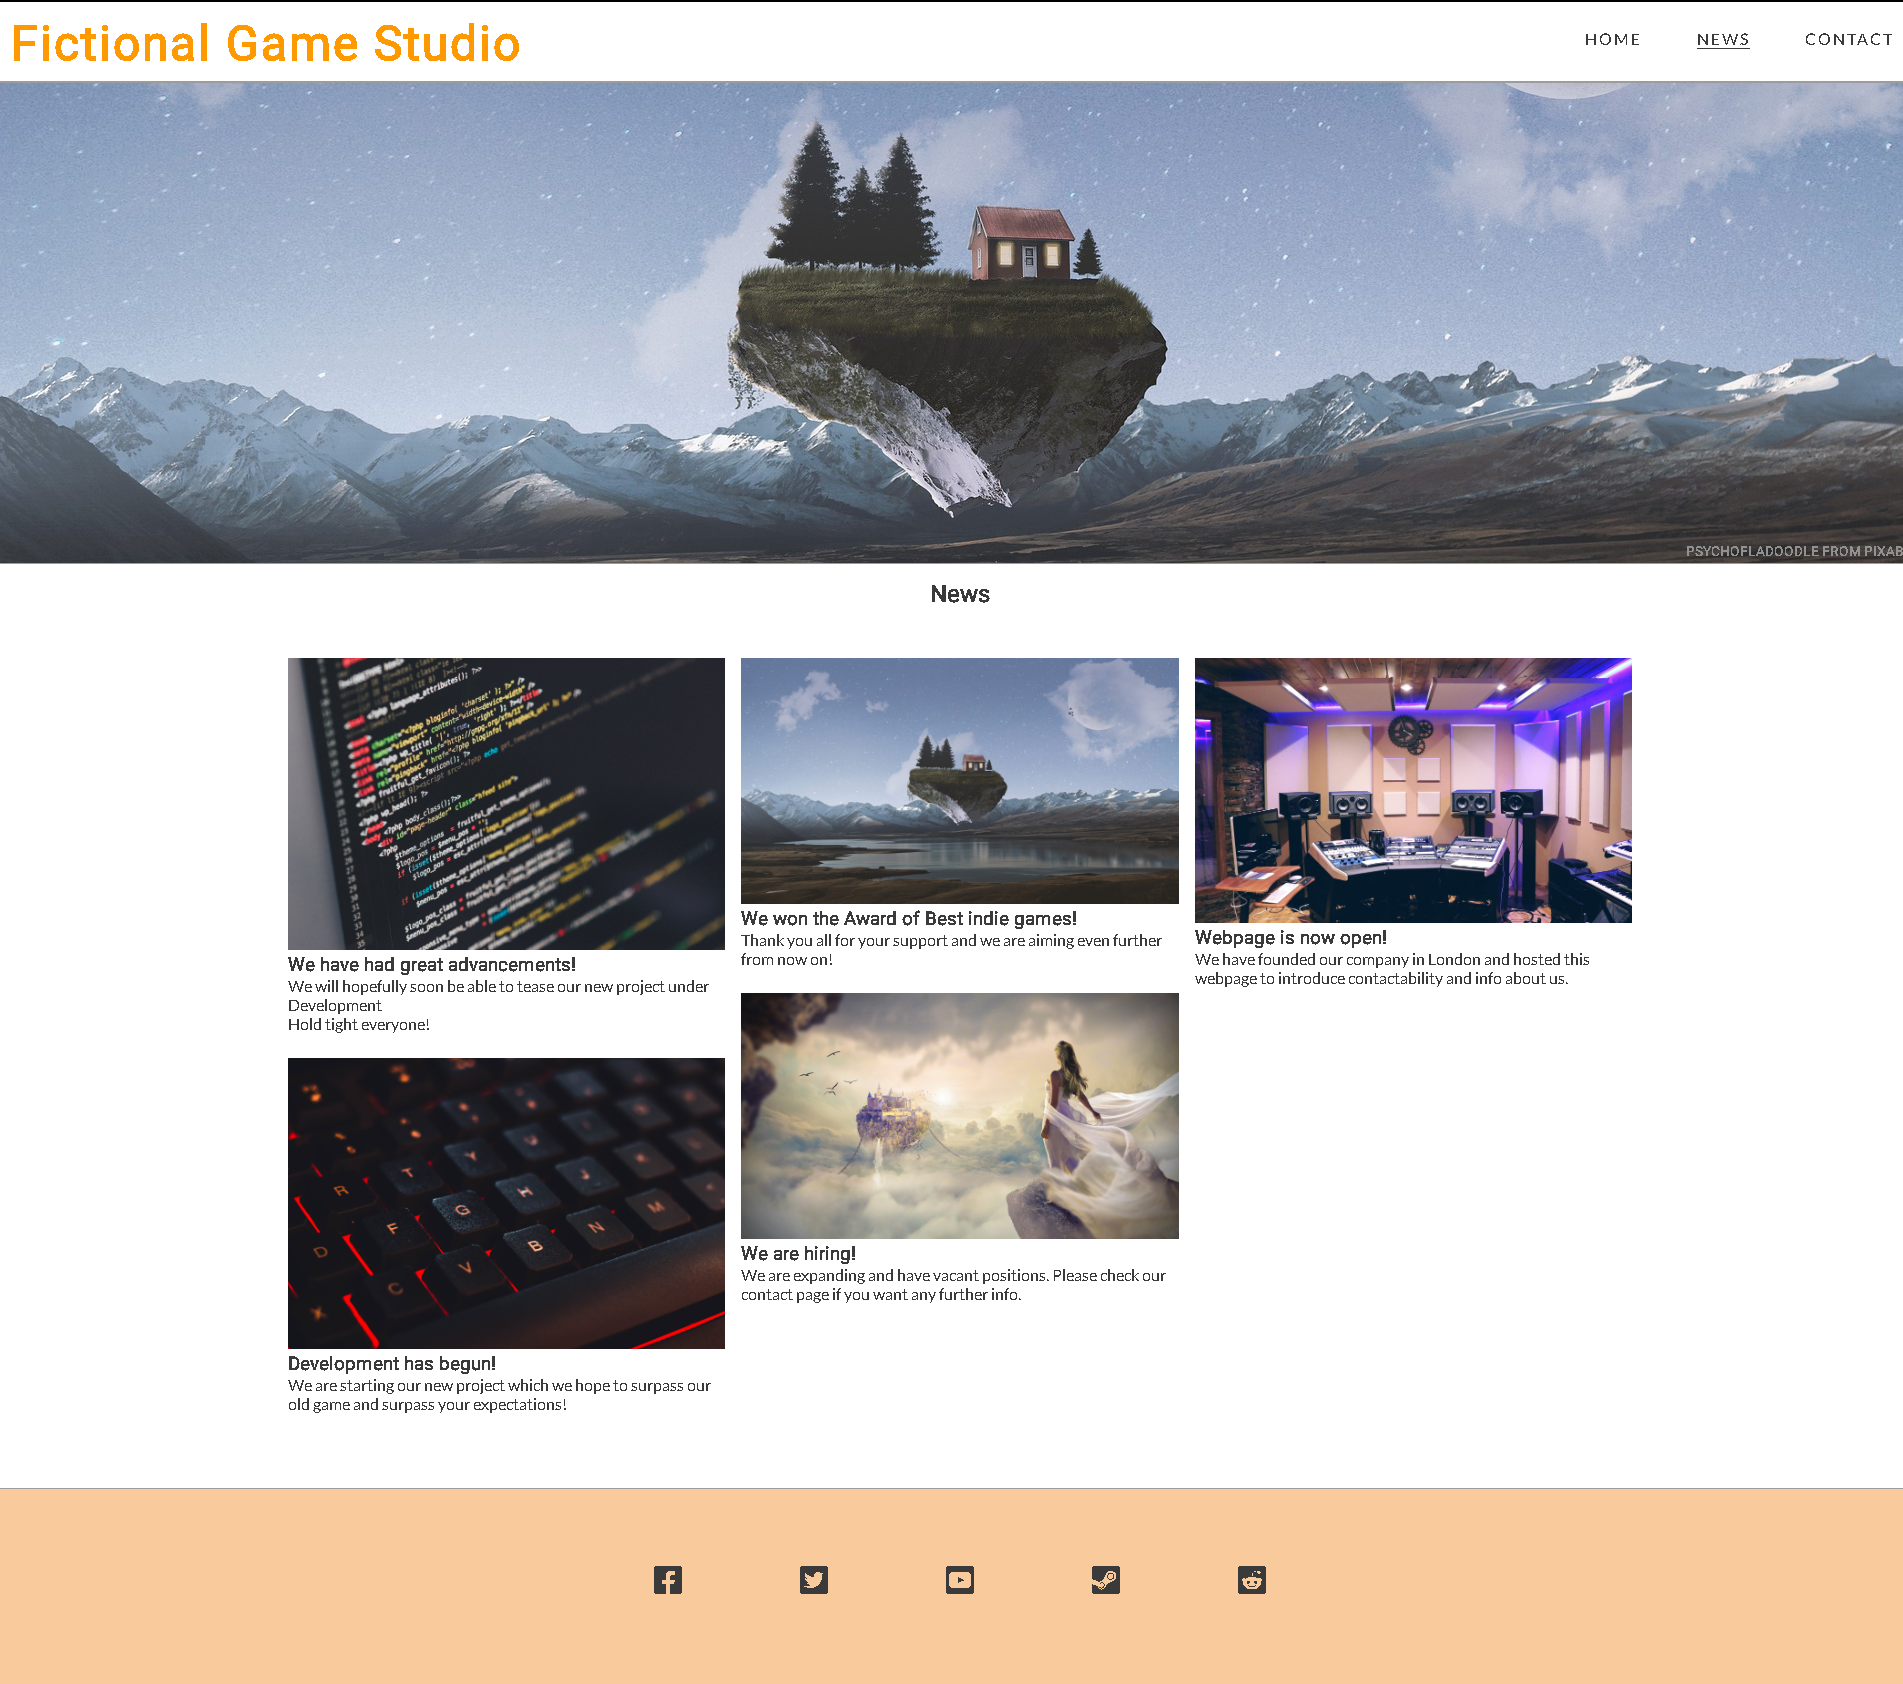 Fictional Game Studio
HOME NEWS CONTACT
PSYCHOFLADOODLE FROM PIXAB
News
We have had great advancements!
We will hopefully soon be able to tease our new project under
Development
Hold tight everyone!
Development has begun!
We are starting our new project which we hope to surpass our
old game and surpass your expectations!
We won the Award of Best indie games!
Thank you all for your support and we are aiming even further
from now on!
We are hiring!
We are expanding and have vacant positions. Please check our
contact page if you want any further info.
Webpage is now open!
We have founded our company in London and hosted this
webpage to introduce contactability and info about us.
R T Y
D F G H
X C V B N M